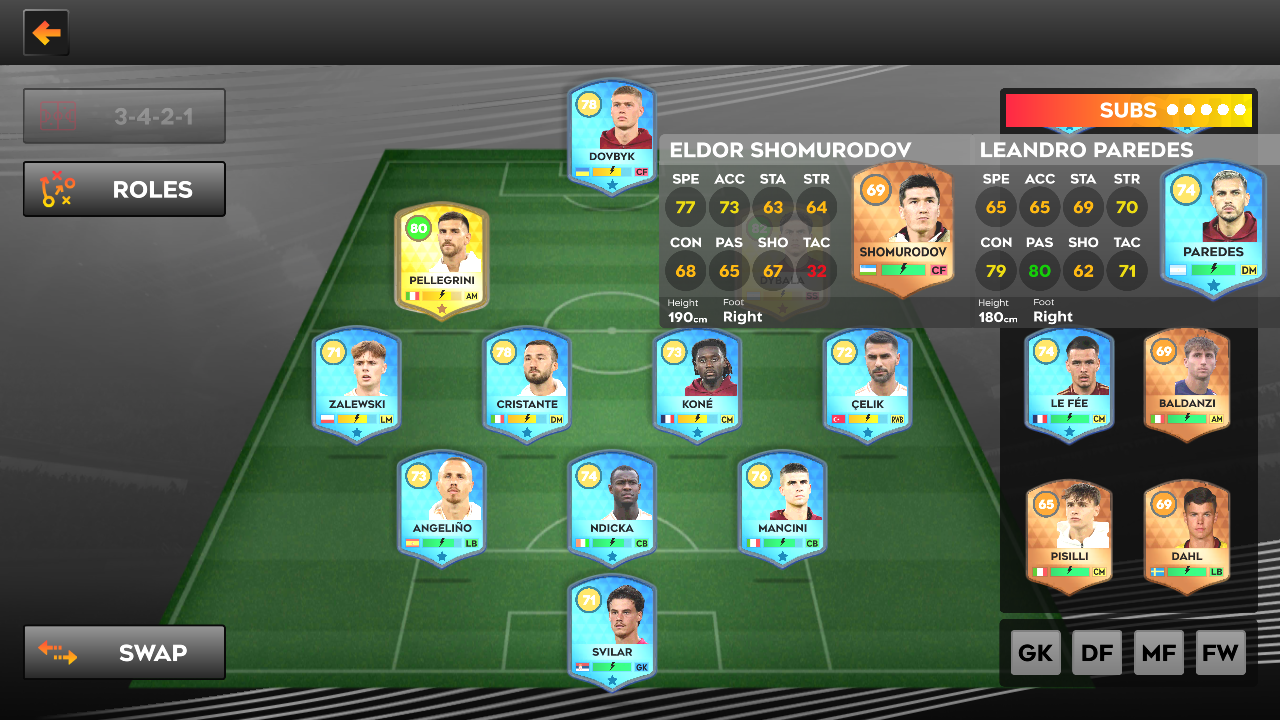 3-4-2-1
ROLES
SWAP
SUBS
78
DOVBYK
CF
80
PELLEGRINI
AM
ELDOR SHOMURODOV
SPE ACC STA STR
77 73 63 64
CON PAS SHO TAC
68 65 67 32
Height Foot
190cm Right
69
SHOMURODOV
CF
DYBALA
SS
LEANDRO PAREDES
SPE ACC STA STR
65 65 69 70
CON PAS SHO TAC
79 80 62 71
Height Foot
180cm Right
74
PAREDES
DM
71
ZALEWSKI
LM
78
CRISTANTE
DM
73
KONÉ
CM
72
ÇELIK
RWB
74
LE FÉE
CM
69
BALDANZI
AM
73
ANGELIÑO
LB
74
NDICKA
CB
76
MANCINI
CB
65
PISILLI
CM
69
DAHL
LB
71
SVILAR
GK
GK DF MF FW